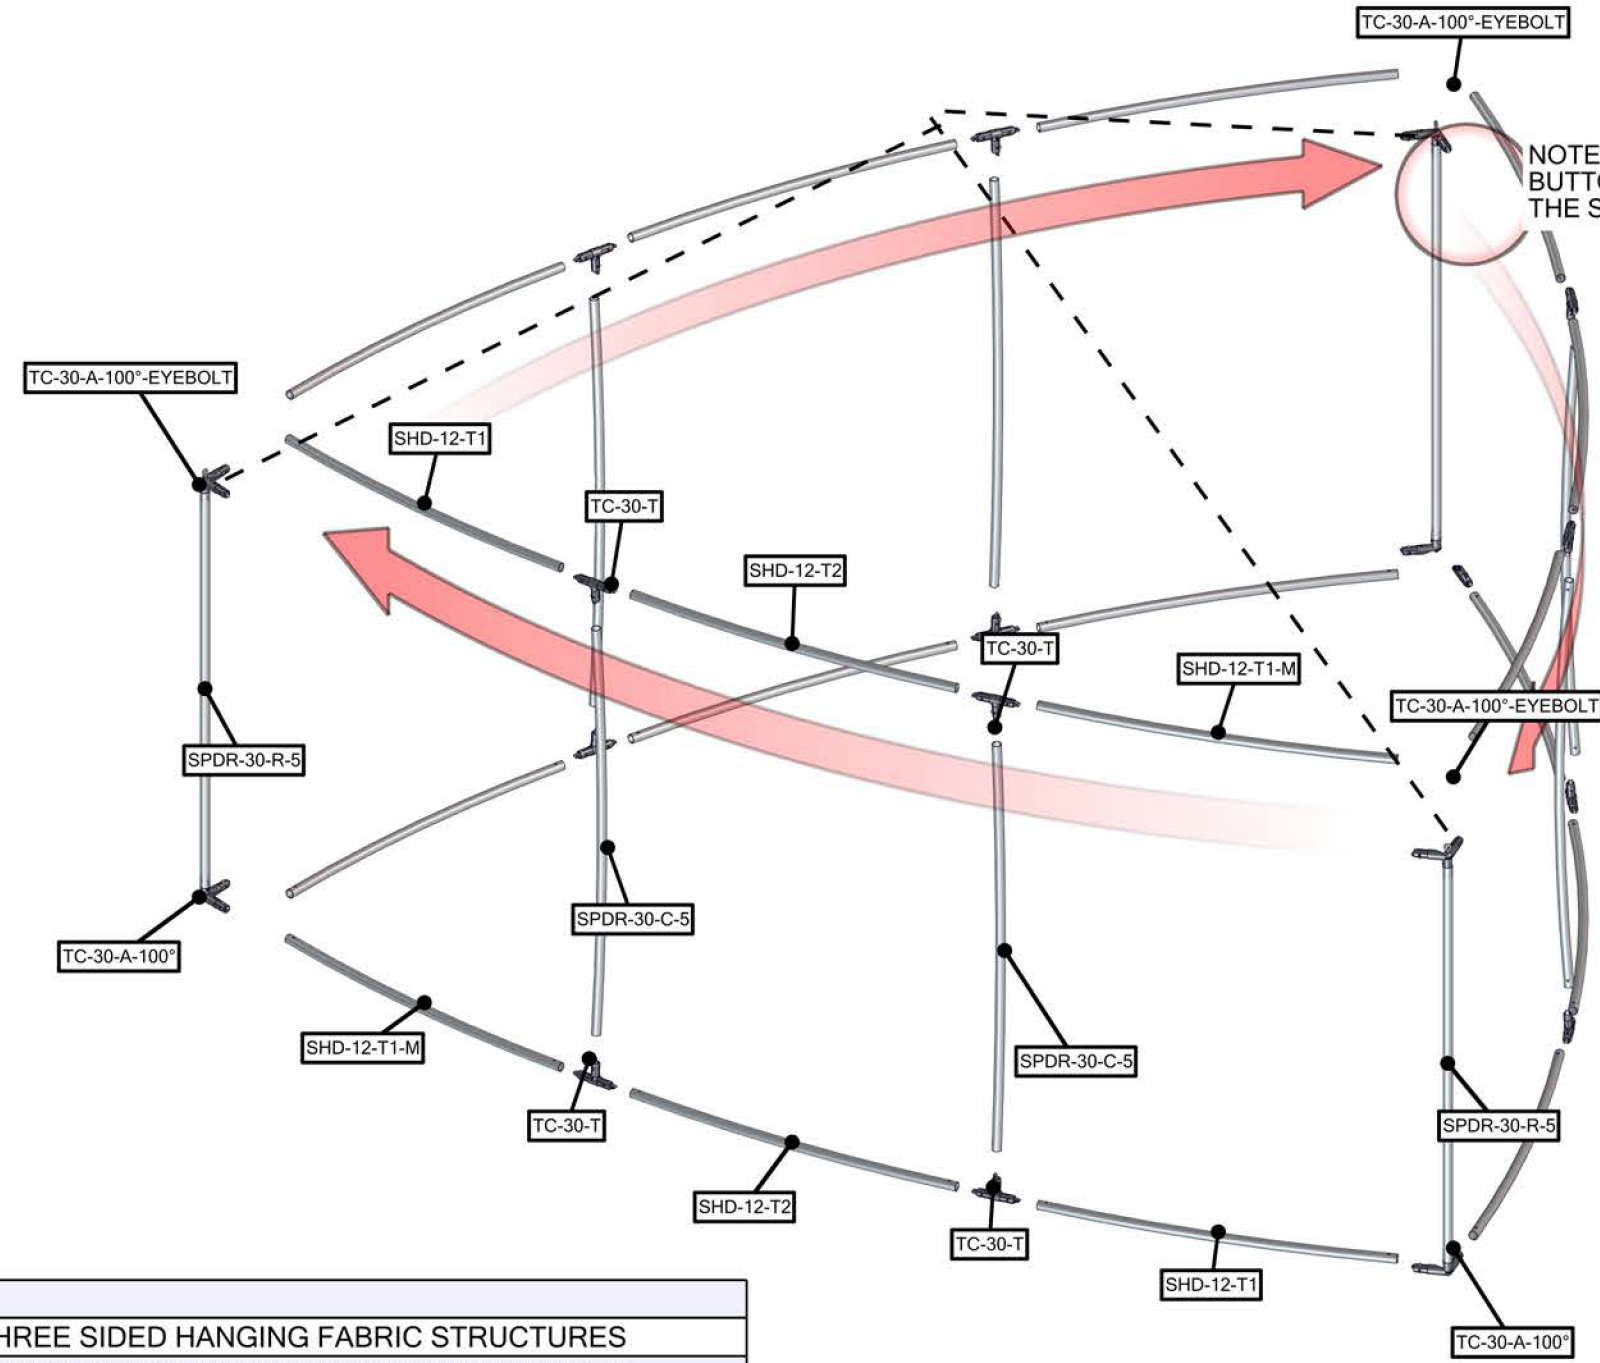 TC-30-A-100°-EYEBOLT
NOTE
BUTT
THE S
TC-30-A-100°-EYEBOLT
SHD-12-T1
TC-30-T
SHD-12-T2
TC-30-T
SHD-12-T1-M
TC-30-A-100°-EYEBOLT
SPDR-30-R-5
SPDR-30-C-5
TC-30-A-100°
SHD-12-T1-M
SPDR-30-C-5
TC-30-T
SPDR-30-R-5
SHD-12-T2
TC-30-T
SHD-12-T1
HREE SIDED HANGING FABRIC STRUCTURES
TC-30-A-100°